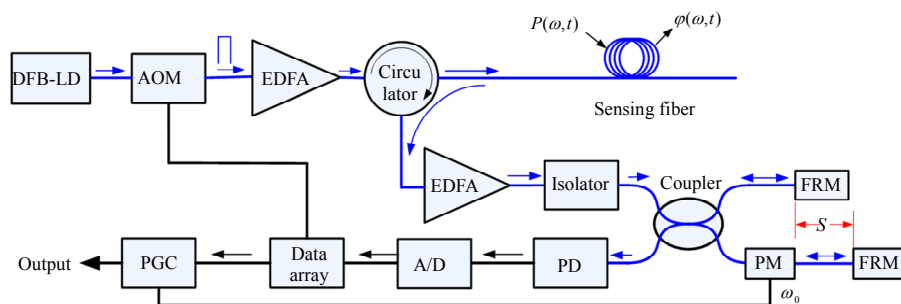 P(ω,t)
φ(ω,t)
DFB-LD
AOM
EDFA
Circu
lator
Sensing fiber
EDFA
Isolator
Coupler
FRM
S
Output
PGC
Data
array
A/D
PD
PM
FRM
ω₀